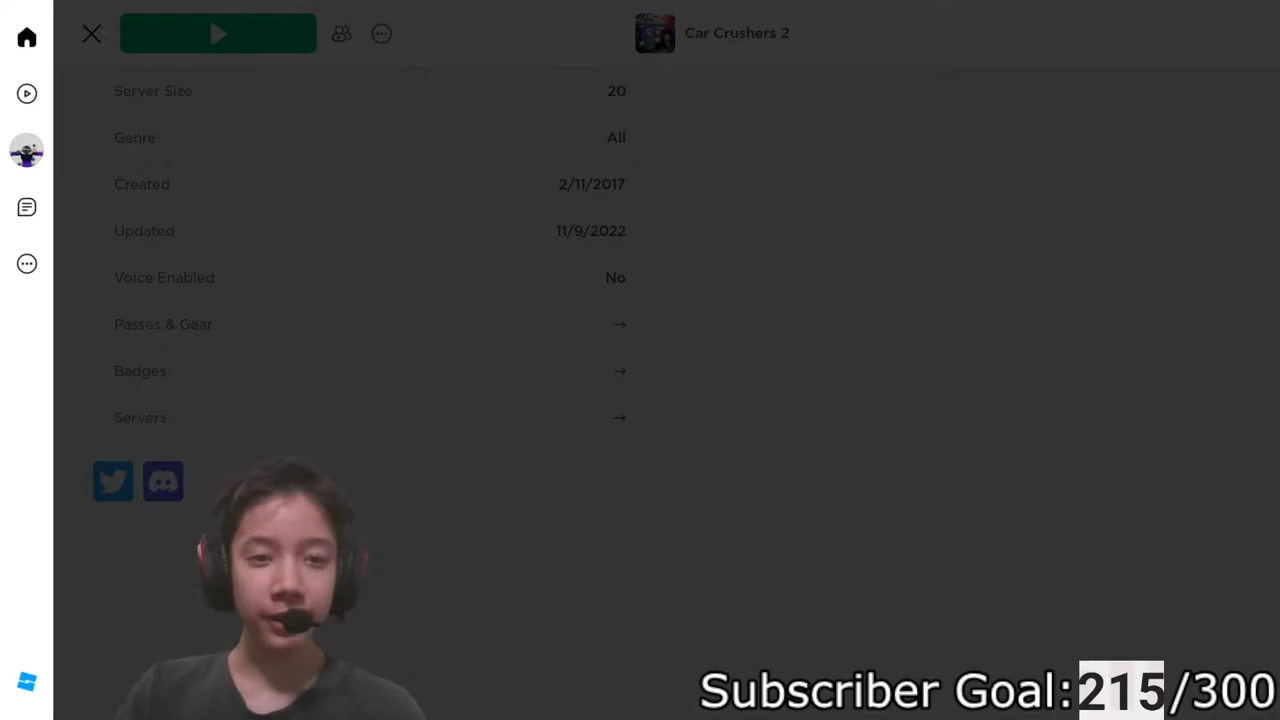 Car Crushers 2
Server Size 20
Genre All
Created 2/11/2017
Updated 11/9/2022
Voice Enabled No
Passes & Gear →
Badges →
Servers →
Subscriber Goal:215/300